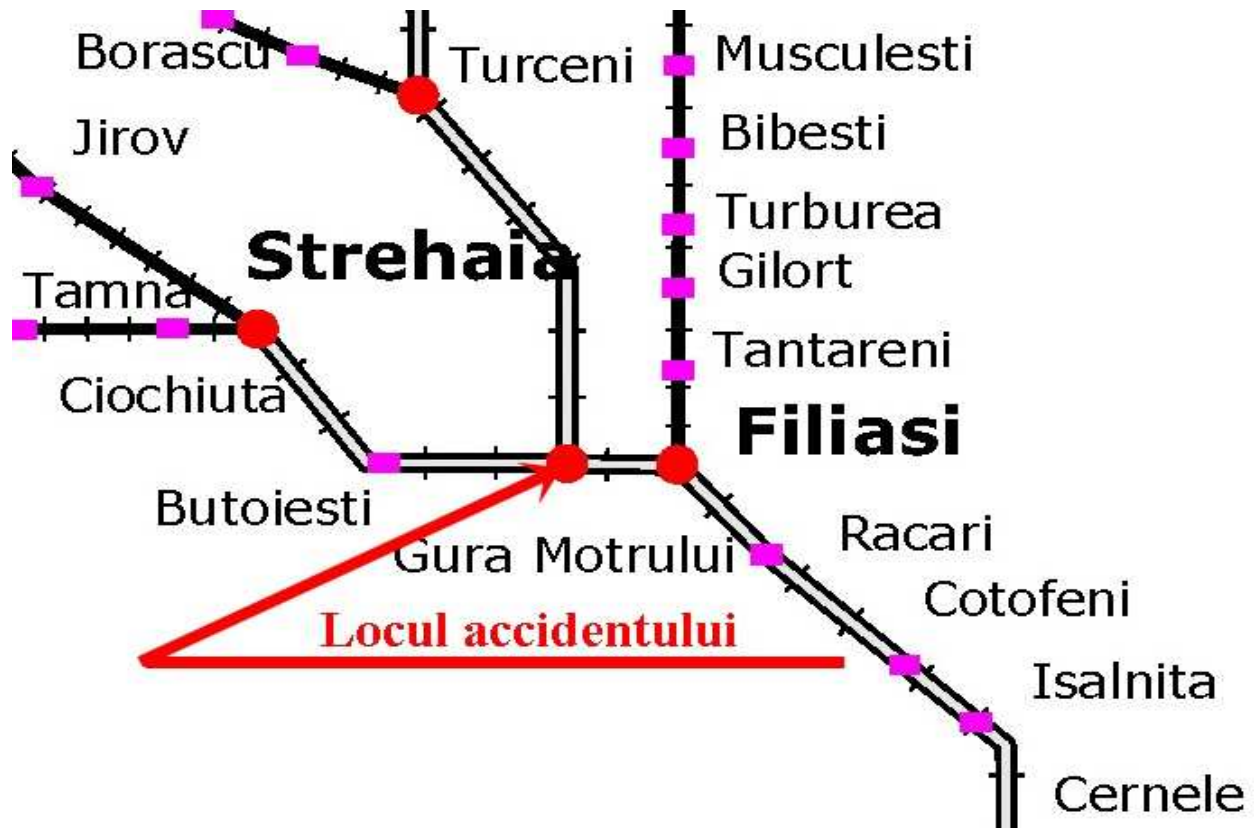 Borascu
Turceni
Musculesti
Jirov
Bibesti
Turburea
Strehaia
Gilort
Tamna
Tantareni
Ciochiuta
Filiasi
Butoiesti
Gura Motrului
Racari
Cotofeni
Locul accidentului
Isalnita
Cernele